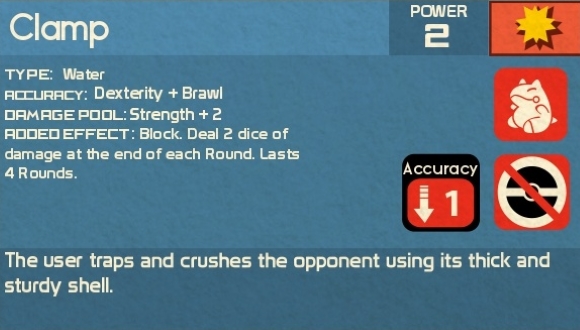 Clamp
POWER
2
TYPE: Water
ACCURACY: Dexterity + Brawl
DAMAGE POOL: Strength + 2
ADDED EFFECT: Block. Deal 2 dice of
damage at the end of each Round. Lasts
4 Rounds.
Accuracy
1
The user traps and crushes the opponent using its thick and
sturdy shell.